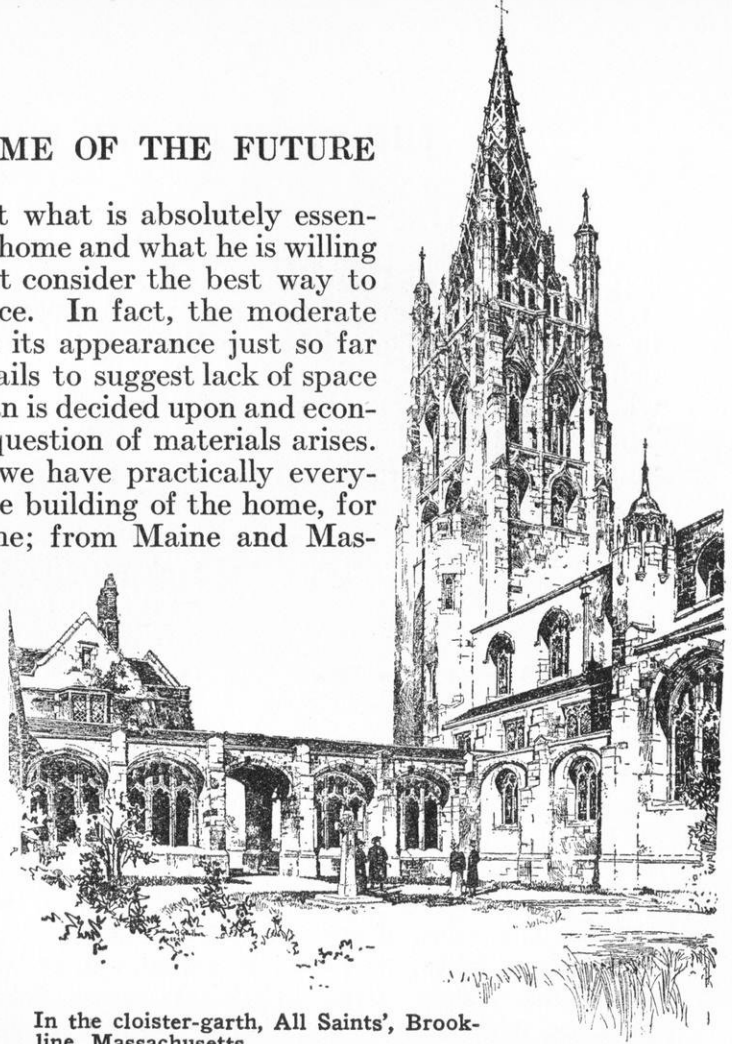 ME OF THE FUTURE
t what is absolutely essen-
home and what he is willing
t consider the best way to
ce. In fact, the moderate
its appearance just so far
ails to suggest lack of space
n is decided upon and econ-
uestion of materials arises.
we have practically every-
e building of the home, for
ne; from Maine and Mas-
In the cloister-garth, All Saints', Brook-
line, Massachusetts